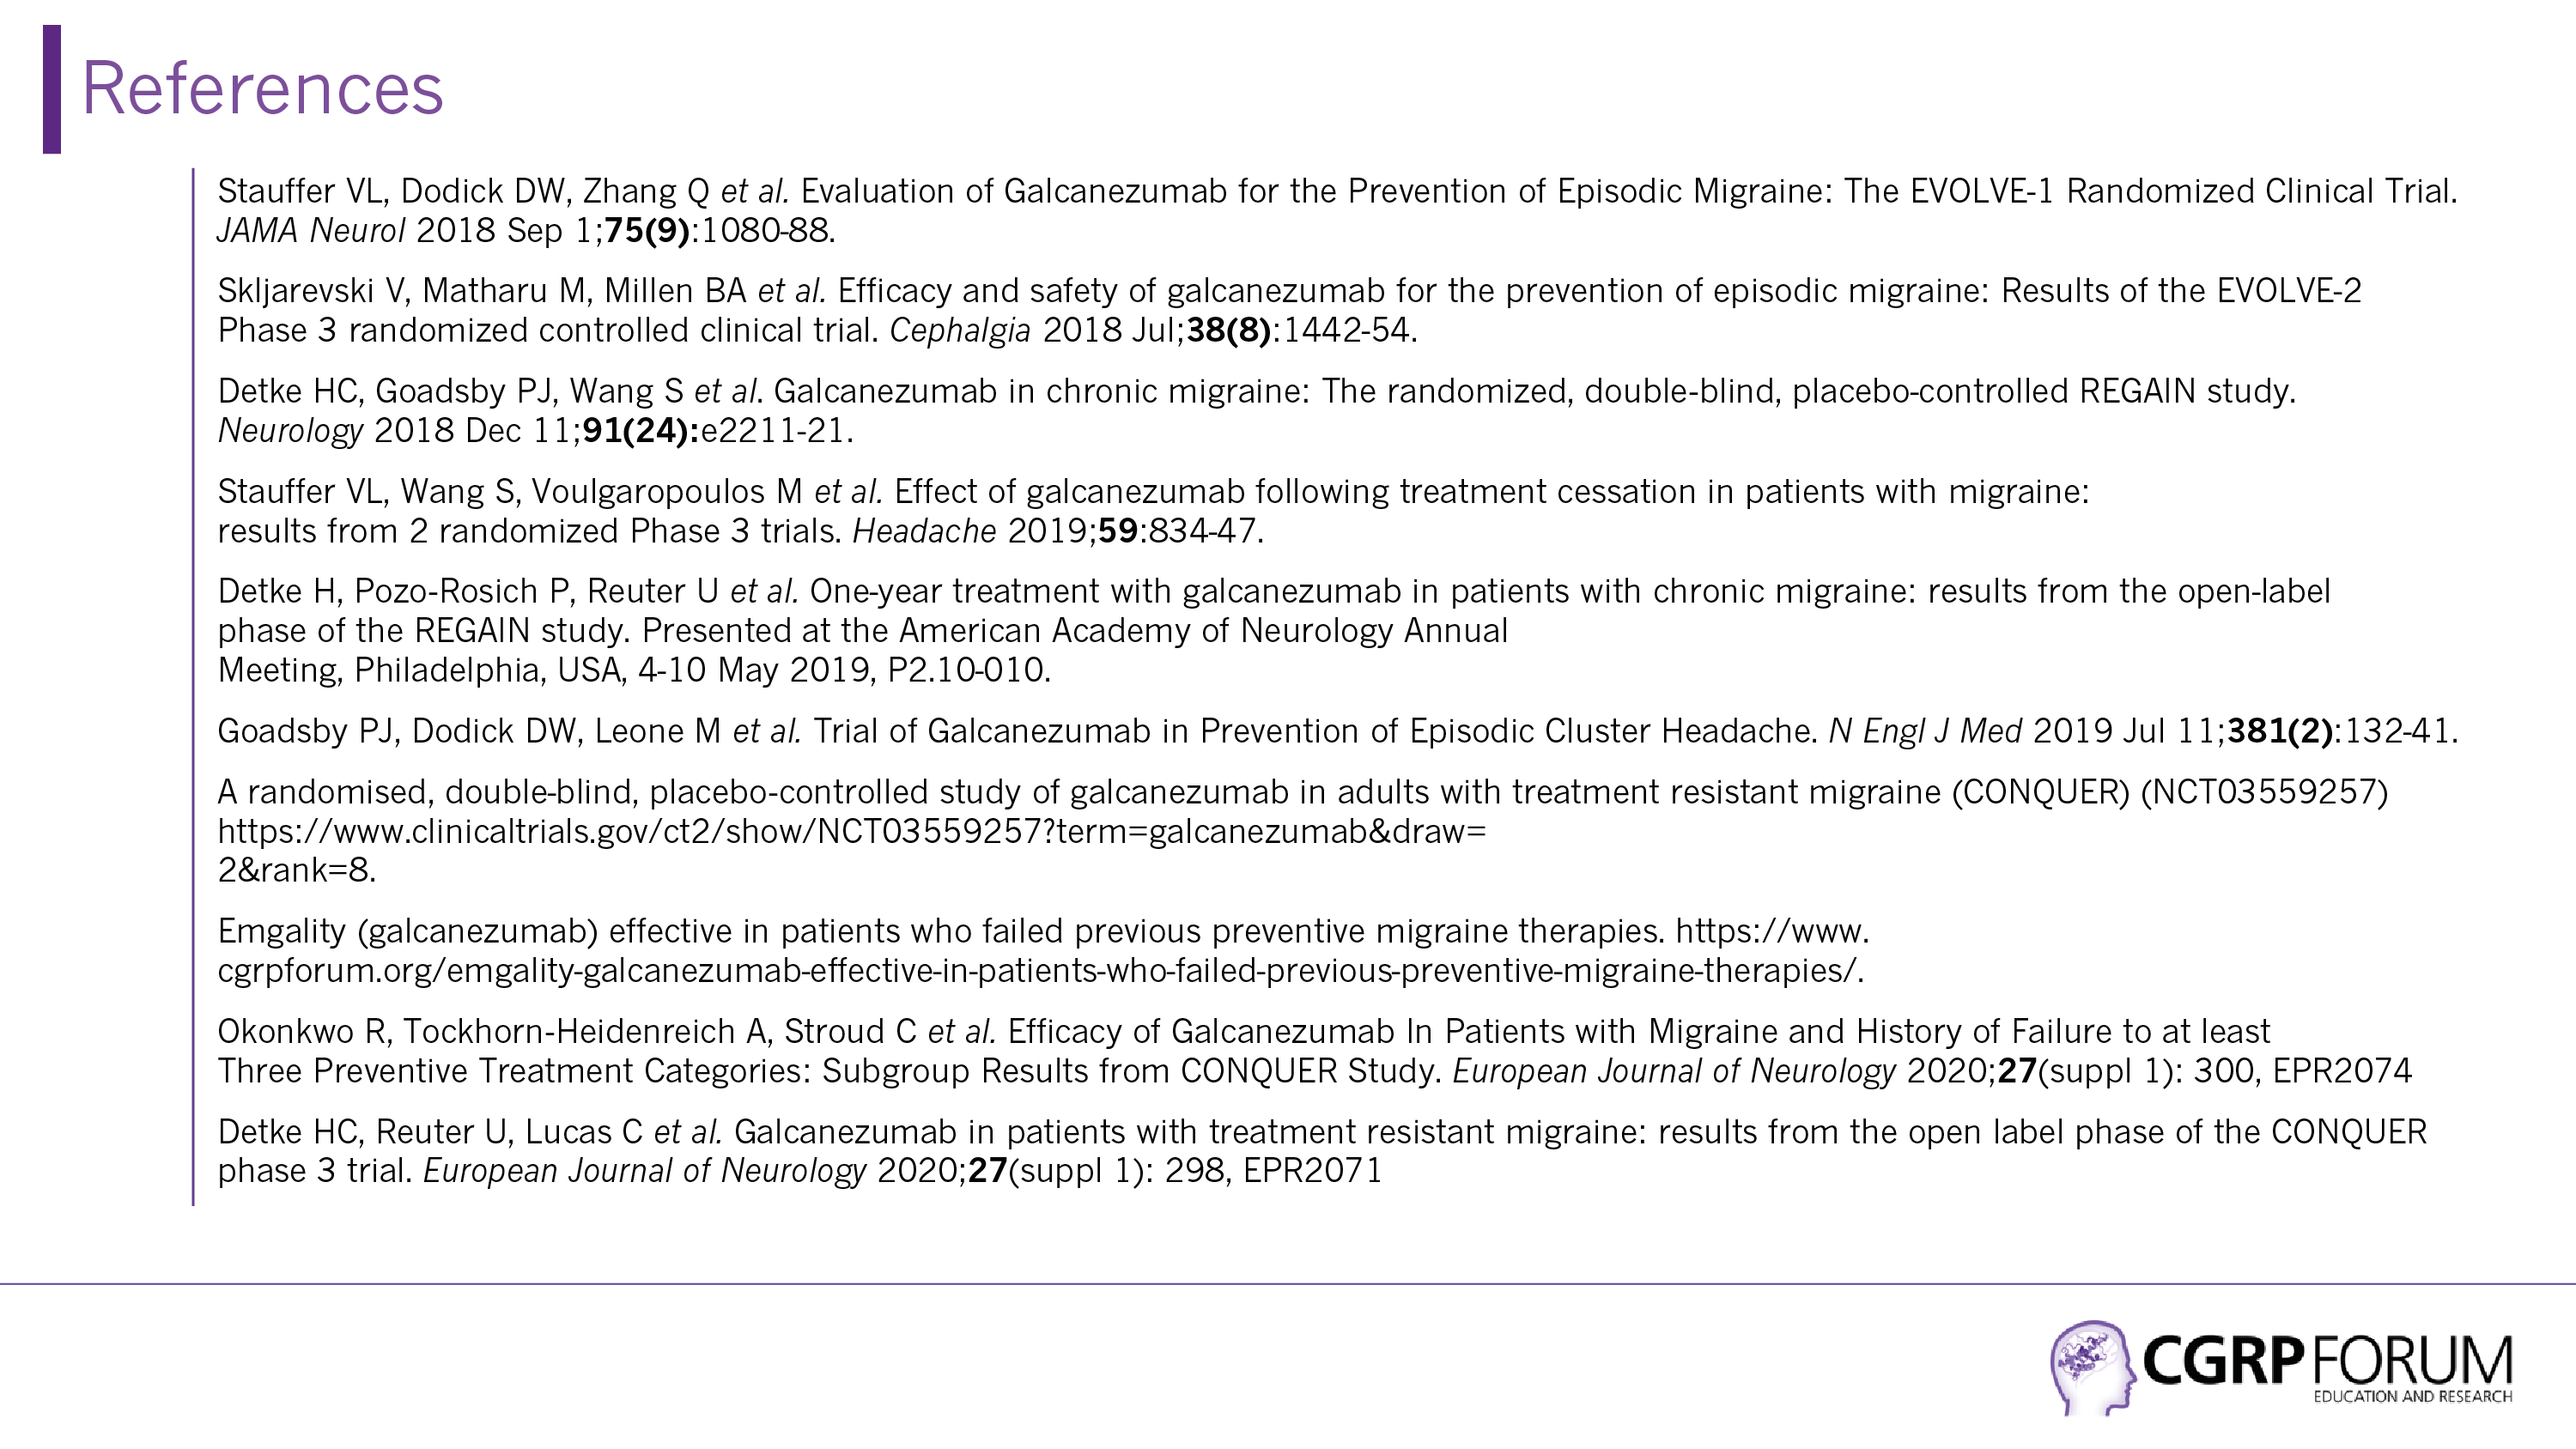 References
Stauffer VL, Dodick DW, Zhang Q et al. Evaluation of Galcanezumab for the Prevention of Episodic Migraine: The EVOLVE-1 Randomized Clinical Trial.
JAMA Neurol 2018 Sep 1;75(9):1080-88.
Skljarevski V, Matharu M, Millen BA et al. Efficacy and safety of galcanezumab for the prevention of episodic migraine: Results of the EVOLVE-2
Phase 3 randomized controlled clinical trial. Cephalgia 2018 Jul;38(8):1442-54.
Detke HC, Goadsby PJ, Wang S et al. Galcanezumab in chronic migraine: The randomized, double-blind, placebo-controlled REGAIN study.
Neurology 2018 Dec 11;91(24):e2211-21.
Stauffer VL, Wang S, Voulgaropoulos M et al. Effect of galcanezumab following treatment cessation in patients with migraine:
results from 2 randomized Phase 3 trials. Headache 2019;59:834-47.
Detke H, Pozo-Rosich P, Reuter U et al. One-year treatment with galcanezumab in patients with chronic migraine: results from the open-label
phase of the REGAIN study. Presented at the American Academy of Neurology Annual
Meeting, Philadelphia, USA, 4-10 May 2019, P2.10-010.
Goadsby PJ, Dodick DW, Leone M et al. Trial of Galcanezumab in Prevention of Episodic Cluster Headache. N Engl J Med 2019 Jul 11;381(2):132-41.
A randomised, double-blind, placebo-controlled study of galcanezumab in adults with treatment resistant migraine (CONQUER) (NCT03559257)
https://www.clinicaltrials.gov/ct2/show/NCT03559257?term=galcanezumab&draw=
2&rank=8.
Emgality (galcanezumab) effective in patients who failed previous preventive migraine therapies. https://www.
cgrpforum.org/emgality-galcanezumab-effective-in-patients-who-failed-previous-preventive-migraine-therapies/.
Okonkwo R, Tockhorn-Heidenreich A, Stroud C et al. Efficacy of Galcanezumab In Patients with Migraine and History of Failure to at least
Three Preventive Treatment Categories: Subgroup Results from CONQUER Study. European Journal of Neurology 2020;27(suppl 1): 300, EPR2074
Detke HC, Reuter U, Lucas C et al. Galcanezumab in patients with treatment resistant migraine: results from the open label phase of the CONQUER
phase 3 trial. European Journal of Neurology 2020;27(suppl 1): 298, EPR2071
CGRP FORUM
EDUCATION AND RESEARCH